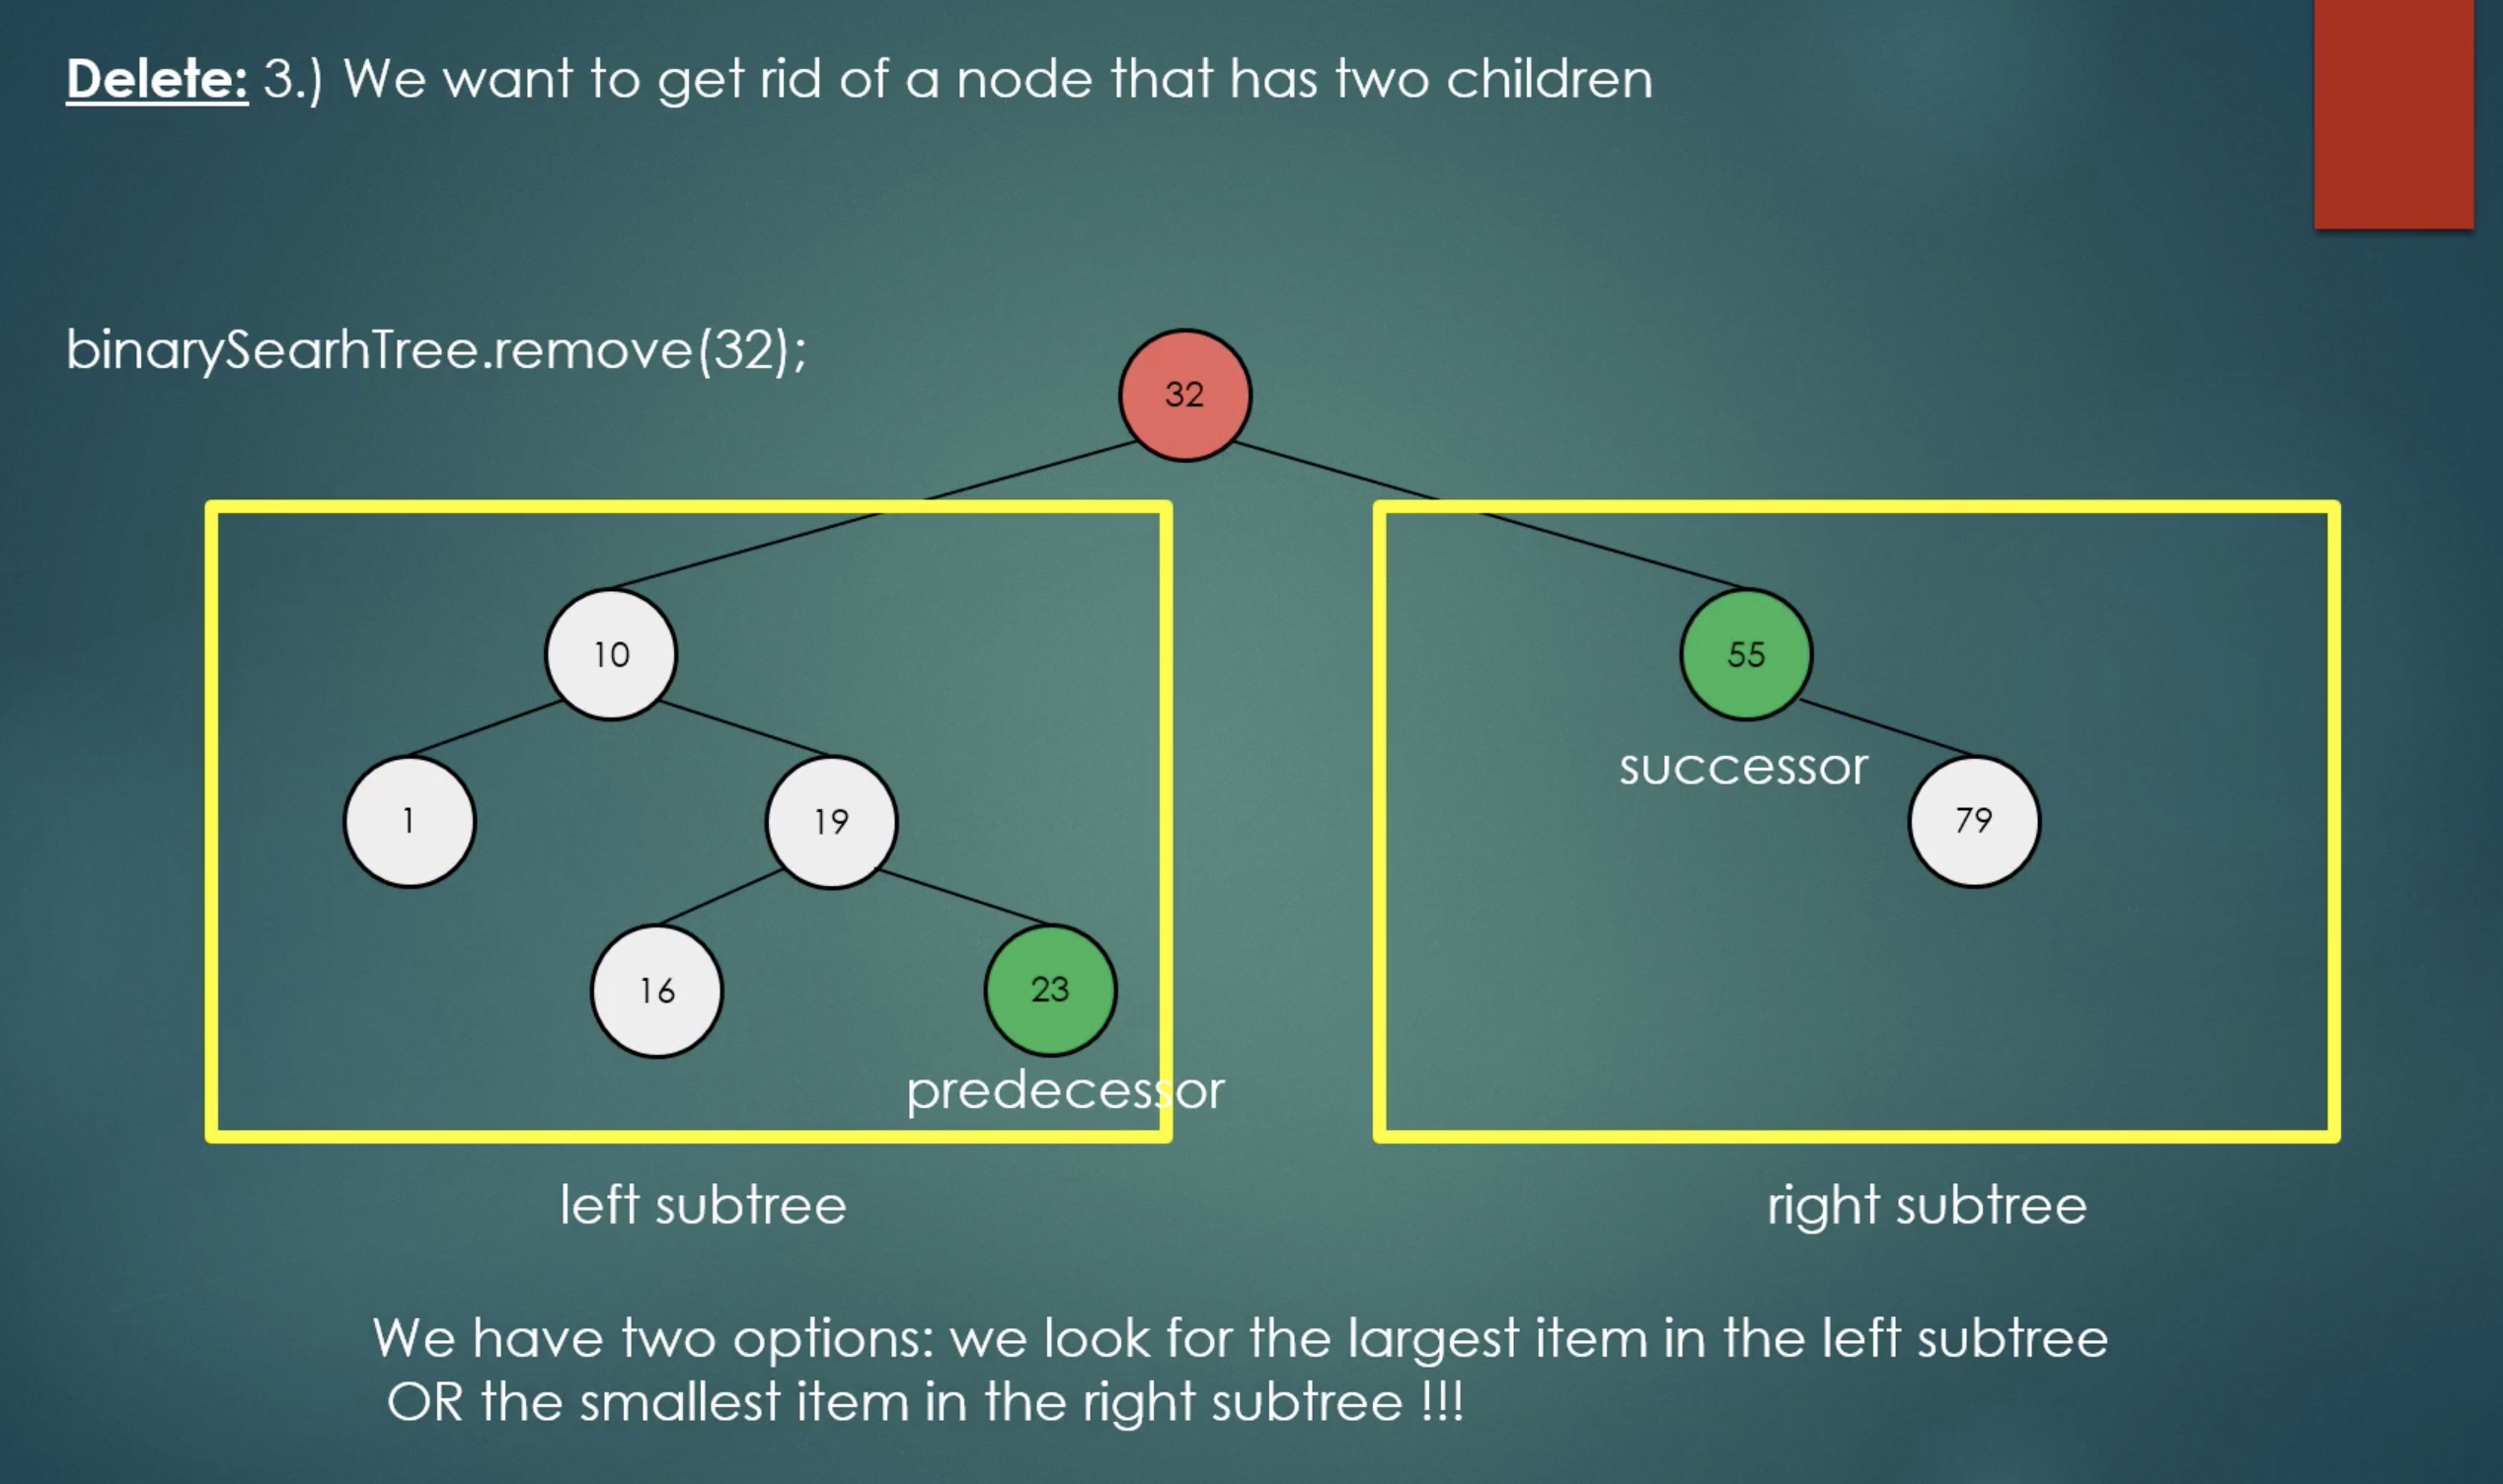 Delete: 3.) We want to get rid of a node that has two children
binarySearhTree.remove(32);
32
10
55
successor
1
19
79
16
23
predecessor
left subtree
right subtree
We have two options: we look for the largest item in the left subtree
OR the smallest item in the right subtree !!!